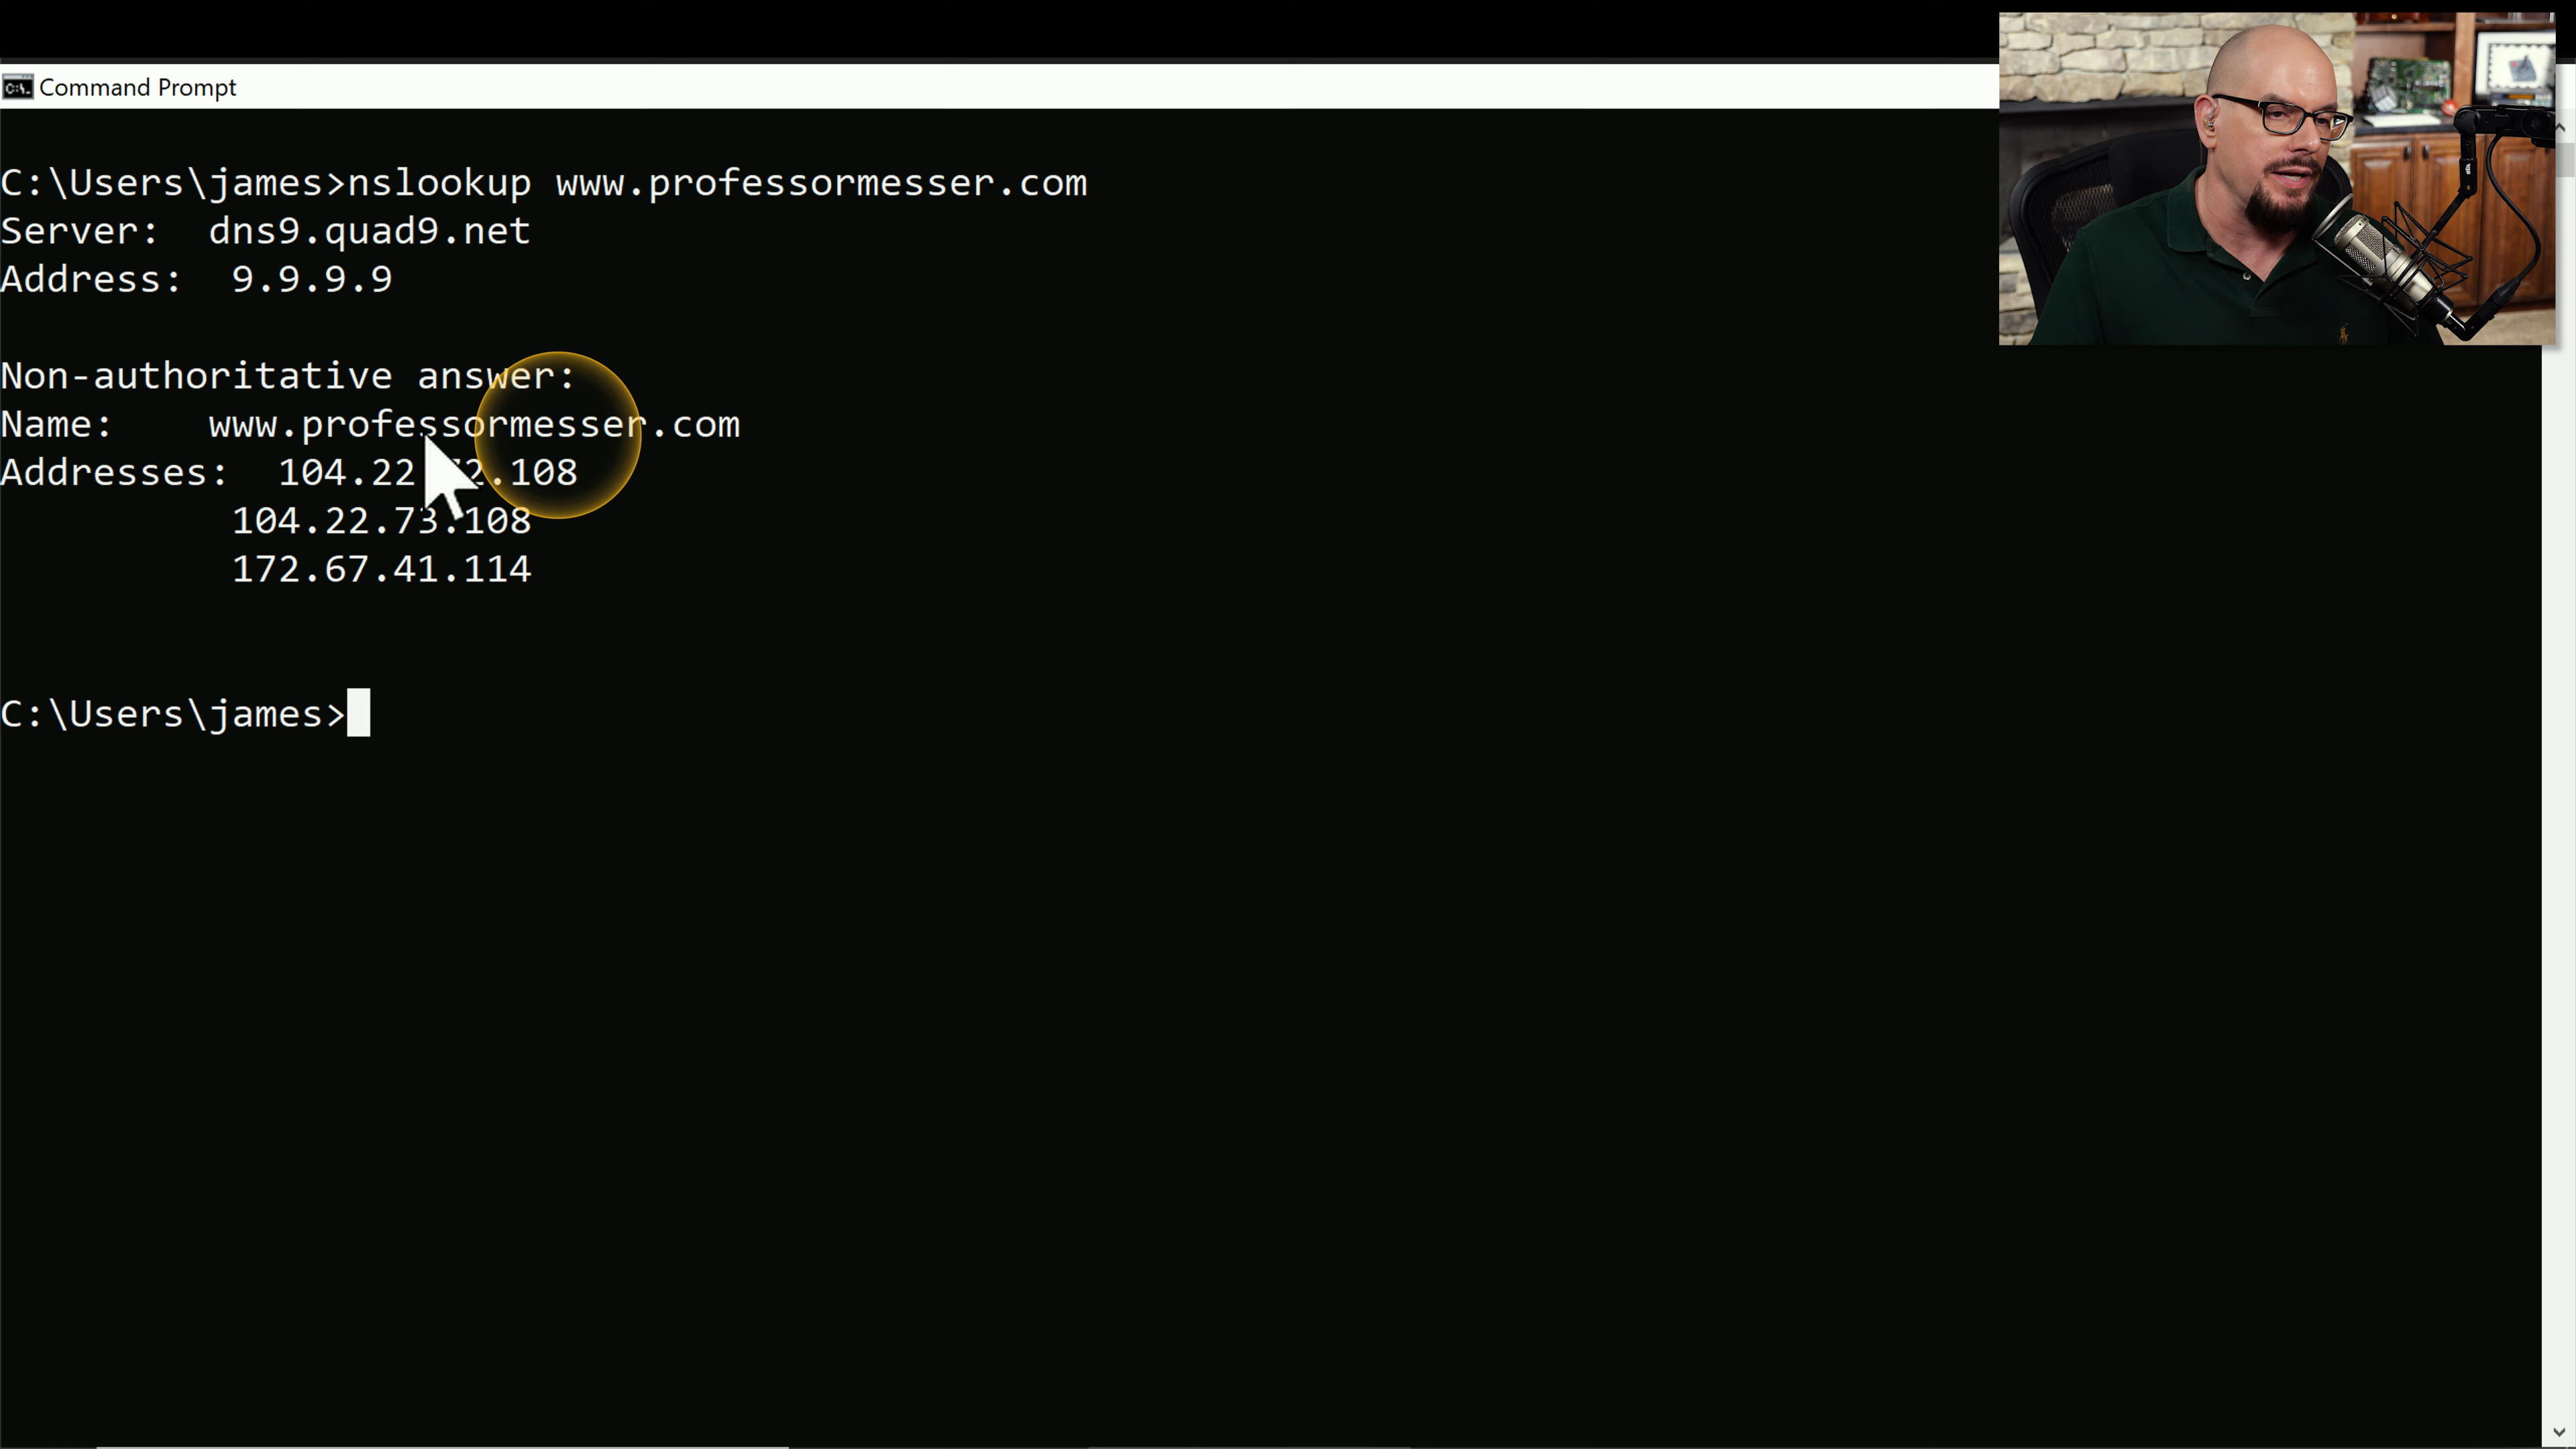 Command Prompt
C:\Users\james>nslookup www.professormesser.com
Server:  dns9.quad9.net
Address:  9.9.9.9
Non-authoritative answer:
Name:    www.professormesser.com
Addresses:  104.22.72.108
104.22.73.108
172.67.41.114
C:\Users\james>